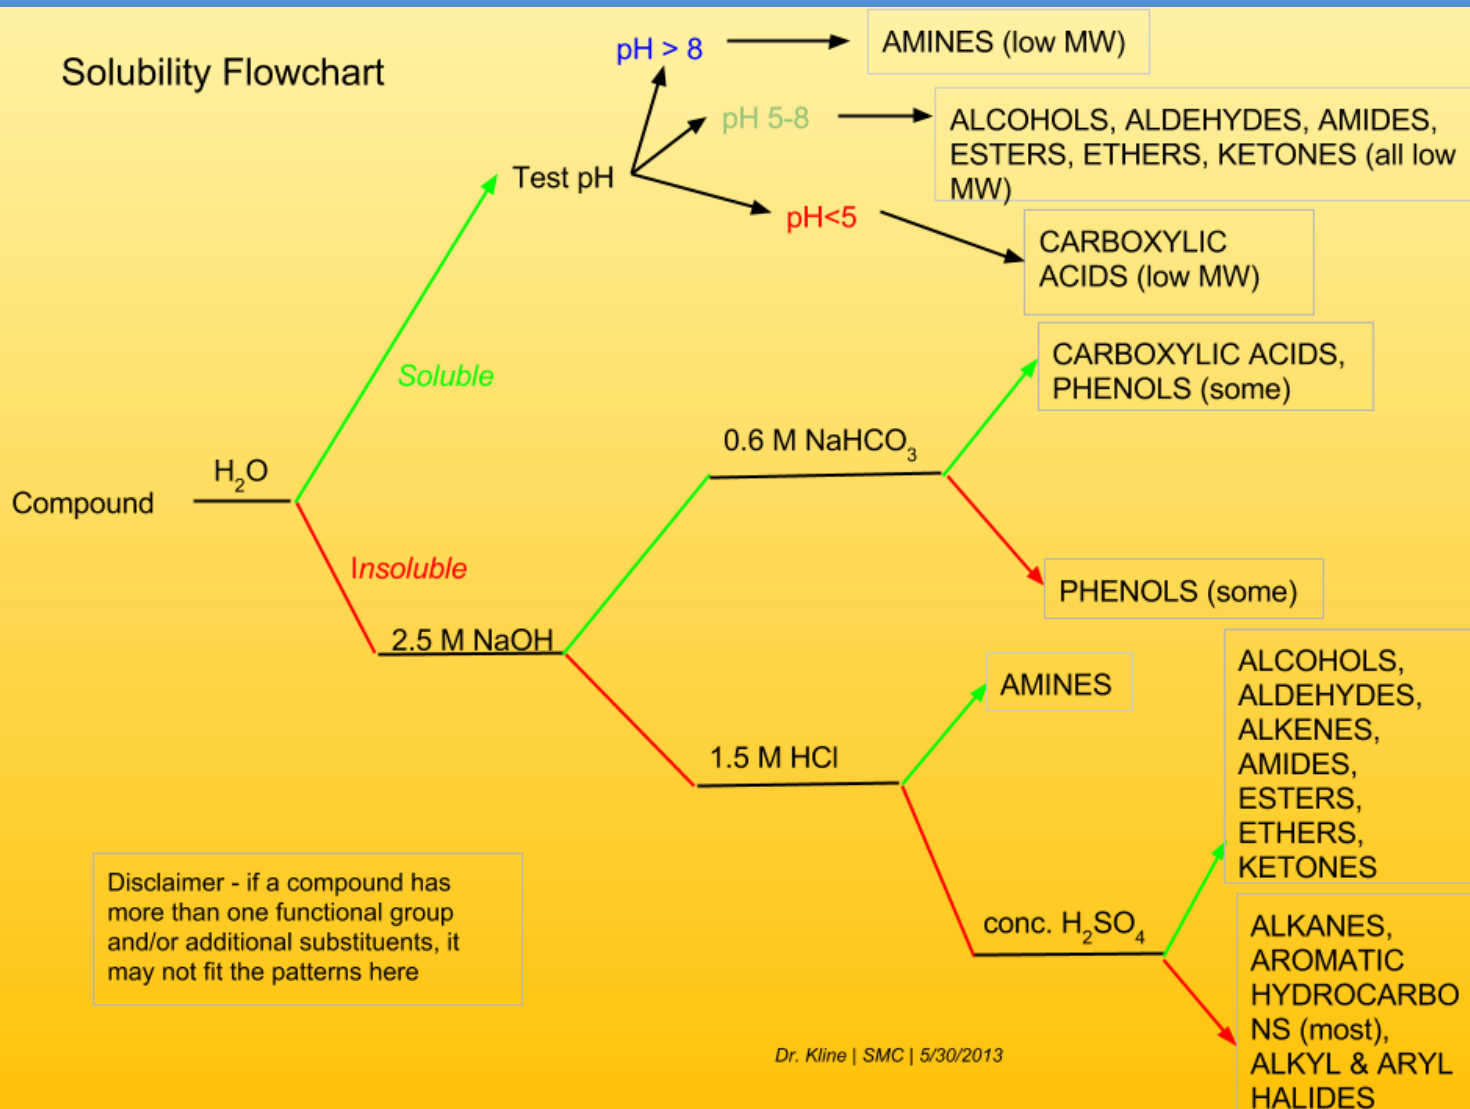 Solubility Flowchart
pH > 8
AMINES (low MW)
pH 5-8
ALCOHOLS, ALDEHYDES, AMIDES,
ESTERS, ETHERS, KETONES (all low
MW)
Test pH
pH<5
CARBOXYLIC
ACIDS (low MW)
Soluble
CARBOXYLIC ACIDS,
PHENOLS (some)
0.6 M NaHCO₃
H₂O
Compound
Insoluble
PHENOLS (some)
2.5 M NaOH
AMINES
1.5 M HCl
ALCOHOLS,
ALDEHYDES,
ALKENES,
AMIDES,
ESTERS,
ETHERS,
KETONES
conc. H₂SO₄
ALKANES,
AROMATIC
HYDROCARBO
NS (most),
ALKYL & ARYL
HALIDES
Disclaimer - if a compound has
more than one functional group
and/or additional substituents, it
may not fit the patterns here
Dr. Kline | SMC | 5/30/2013